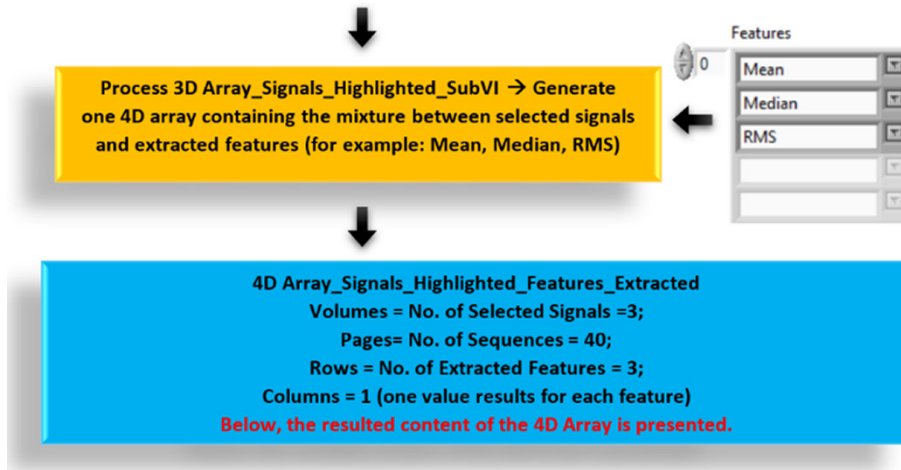 Features
0
Mean
Median
RMS
Process 3D Array_Signals_Highlighted_SubVI → Generate
one 4D array containing the mixture between selected signals
and extracted features (for example: Mean, Median, RMS)
4D Array_Signals_Highlighted_Features_Extracted
Volumes = No. of Selected Signals =3;
Pages= No. of Sequences = 40;
Rows = No. of Extracted Features = 3;
Columns = 1 (one value results for each feature)
Below, the resulted content of the 4D Array is presented.